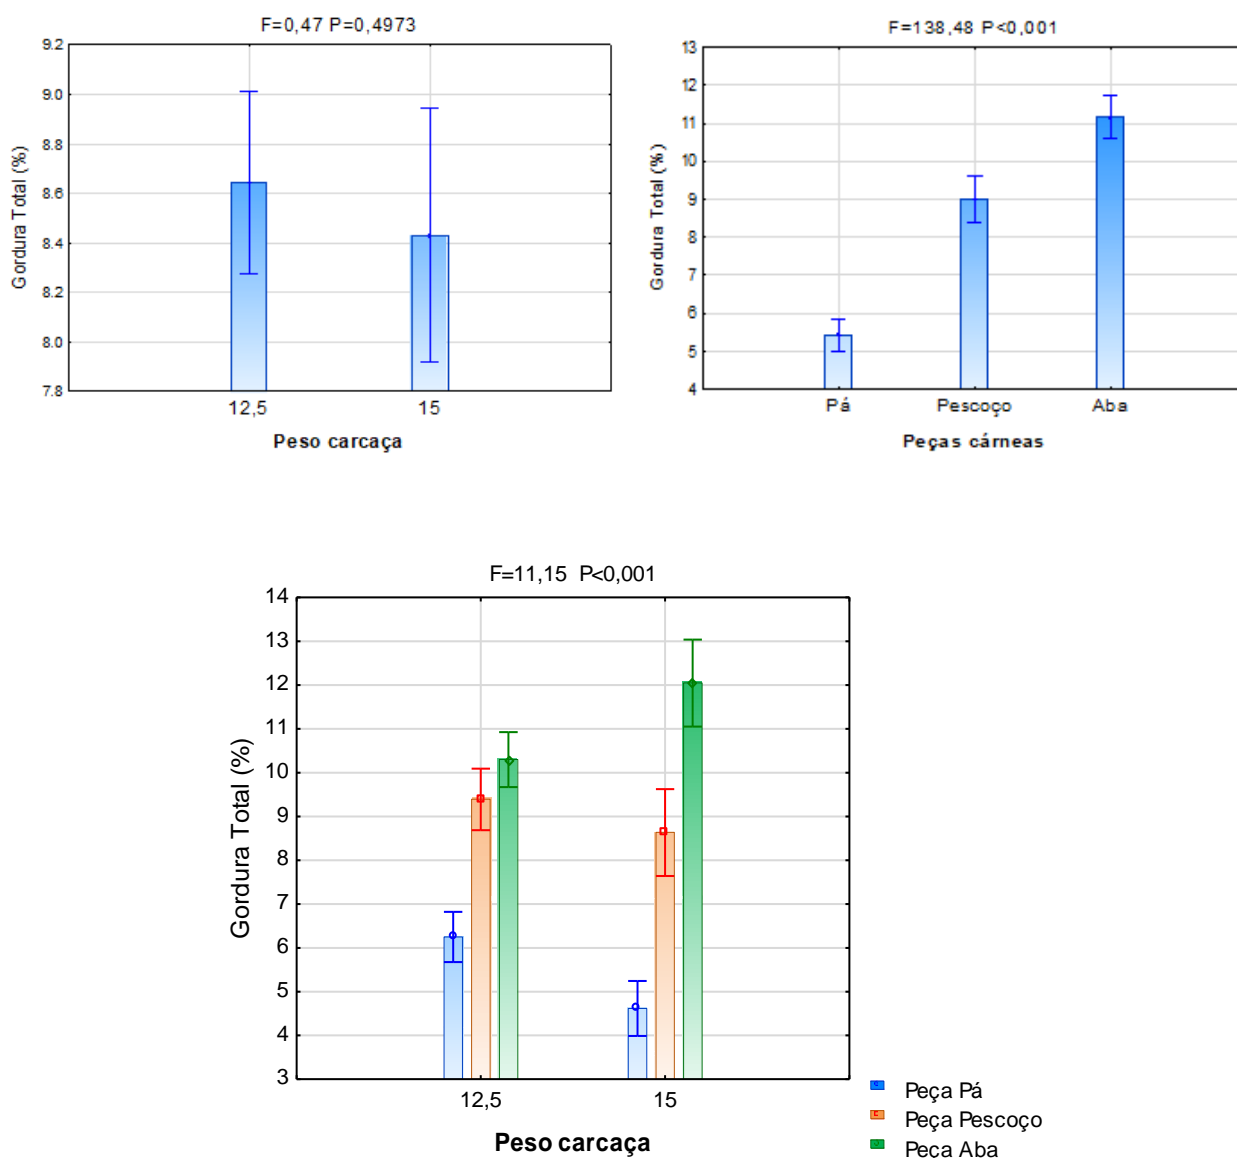 F=0,47 P=0,4973
Gordura Total (%)
9.2
9.0
8.8
8.6
8.4
8.2
8.0
7.8
12,5 15
Peso carcaça
F=138,48 P<0,001
Gordura Total (%)
13
12
11
10
9
8
7
6
5
4
Pá Pescoço Aba
Peças cárneas
F=11,15 P<0,001
Gordura Total (%)
14
13
12
11
10
9
8
7
6
5
4
3
12,5 15
Peso carcaça
Peça Pá
Peça Pescoço
Peca Aba